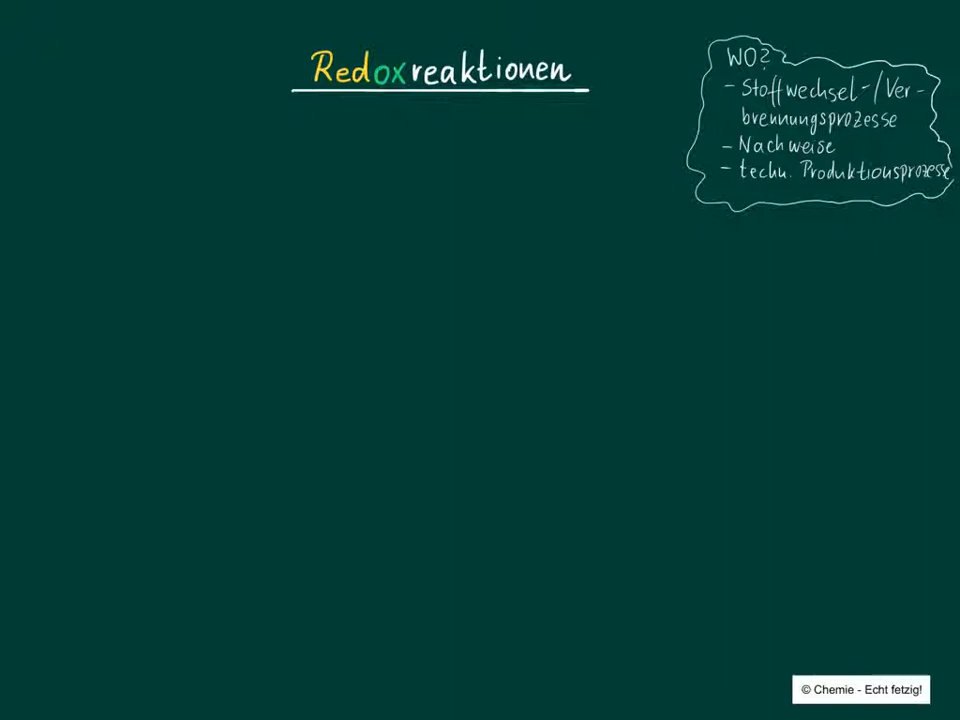 Redoxreaktionen
WO?
- Stoffwechsel-/Ver-
brennungsprozesse
- Nachweise
- techn. Produktionsprozesse
© Chemie - Echt fetzig!